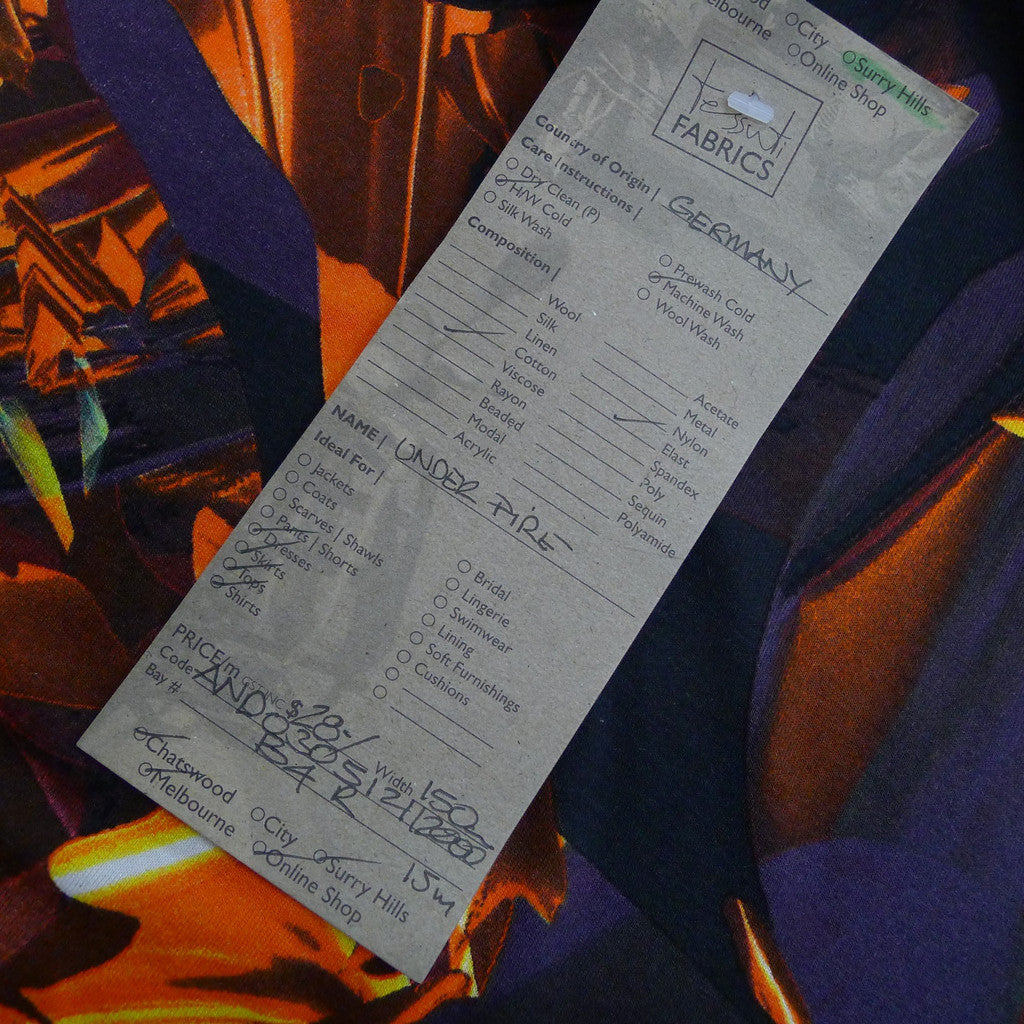 City
Surry Hills
Melbourne
Online Shop
Tessuti
FABRICS
Country of Origin | GERMANY
Care Instructions |
Dry Clean (P)
H/W Cold
Silk Wash
Prewash Cold
Machine Wash
Wool Wash
Composition |
Wool
Silk
Linen
Cotton
Viscose
Rayon
Beaded
Modal
Acrylic
Acetate
Metal
Nylon
Elast
Spandex
Poly
Sequin
Polyamide
NAME | UNDER FIRE
Ideal For |
Jackets
Coats
Scarves | Shawls
Pants | Shorts
Dresses
Skirts
Tops
Shirts
Bridal
Lingerie
Swimwear
Lining
Soft Furnishings
Cushions
PRICE/m GST INC $28-/ Width 150
Code
Bay # B4 R
15m
Chatswood
City
Surry Hills
Melbourne
Online Shop